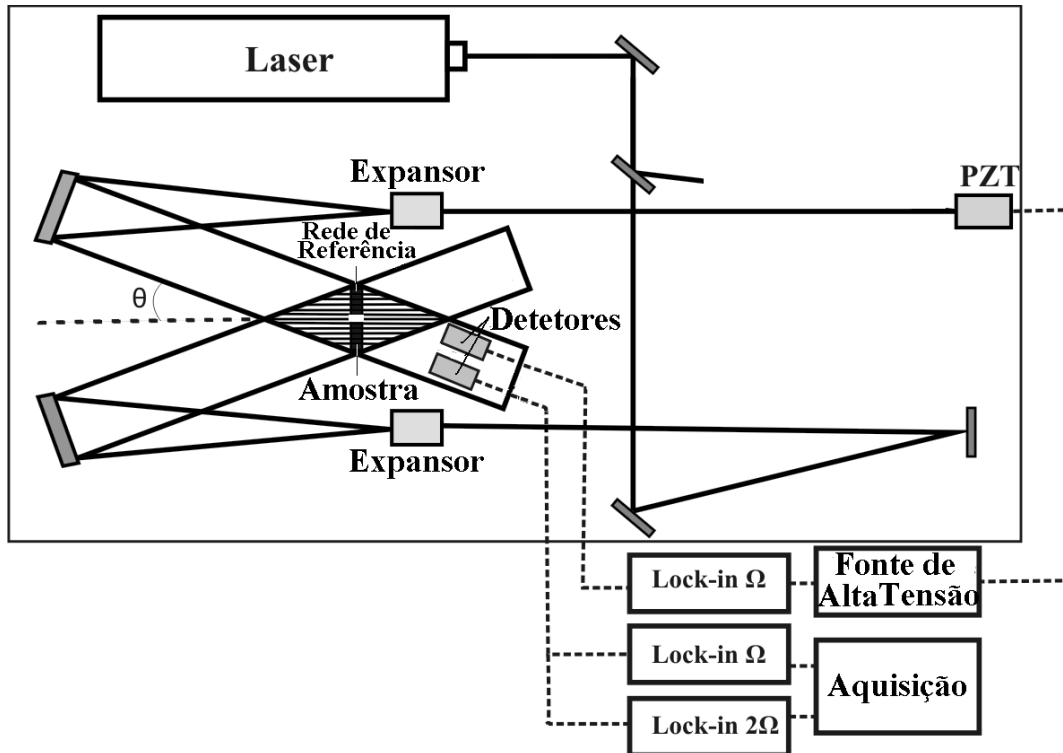 Laser
Expansor
PZT
Rede de
Referência
θ
Detetores
Amostra
Expansor
Lock-in Ω
Fonte de
AltaTensão
Lock-in Ω
Aquisição
Lock-in 2Ω